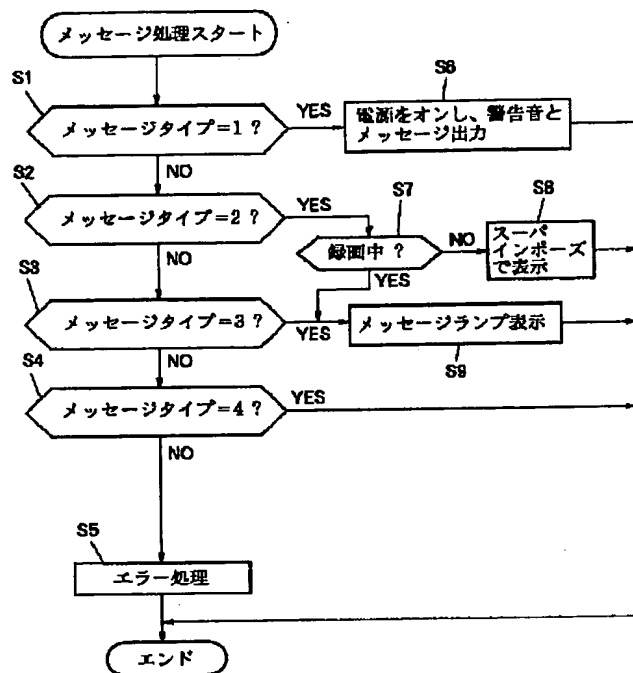 メッセージ処理スタート
S1
メッセージタイプ=1 ?
YES
S6
電源をオンし、警告音と
メッセージ出力
NO
S2
メッセージタイプ=2 ?
YES
S7
録画中 ?
NO
S8
スーパ
インポーズ
で表示
YES
NO
S3
メッセージタイプ=3 ?
YES
メッセージランプ表示
S9
NO
S4
メッセージタイプ=4 ?
YES
NO
S5
エラー処理
エンド